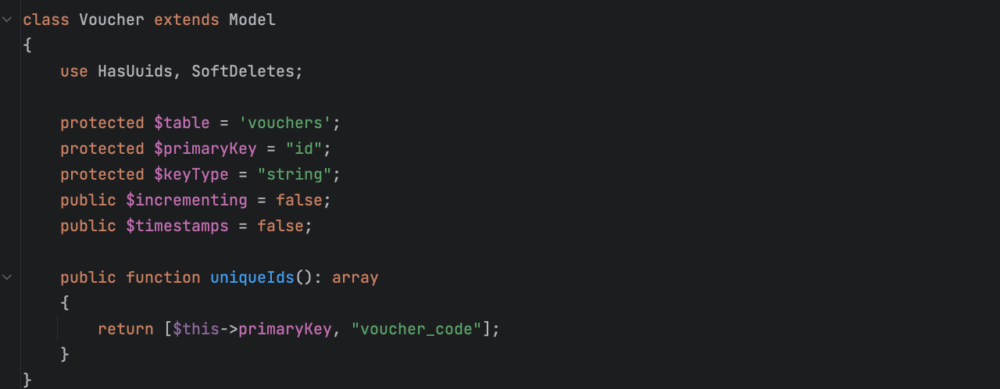 class Voucher extends Model
{
    use HasUuids, SoftDeletes;
    protected $table = 'vouchers';
    protected $primaryKey = "id";
    protected $keyType = "string";
    public $incrementing = false;
    public $timestamps = false;
    public function uniqueIds(): array
    {
        return [$this->primaryKey, "voucher_code"];
    }
}